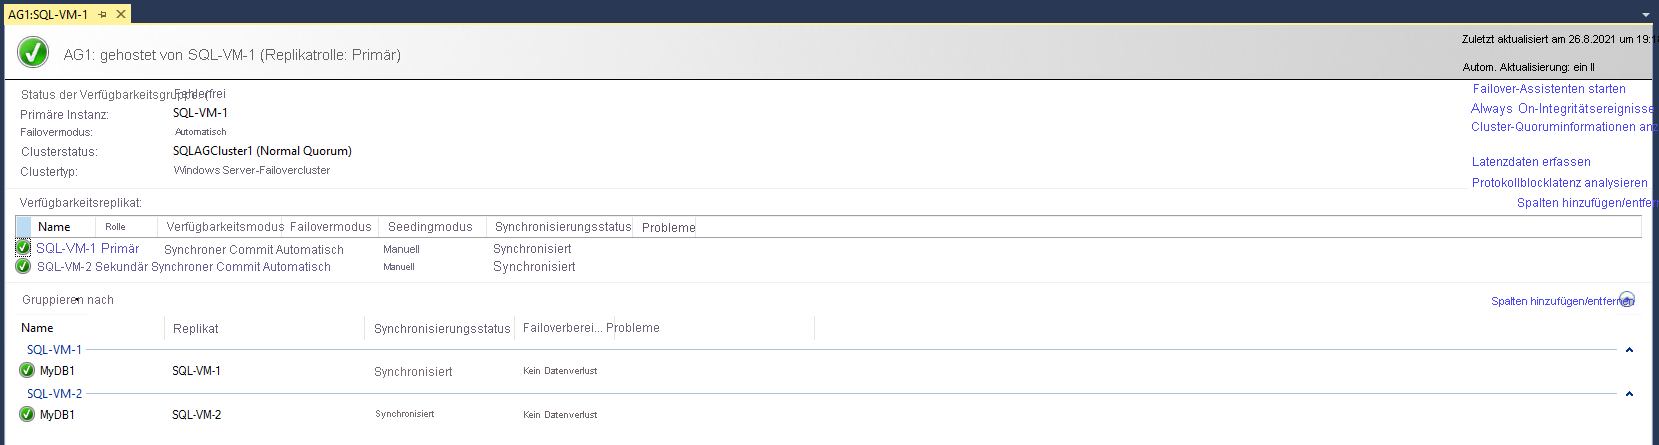 AG1:SQL-VM-1
AG1: gehostet von SQL-VM-1 (Replikatrolle: Primär)
Zuletzt aktualisiert am 26.8.2021 um 19:1
Autom. Aktualisierung: ein II
Status der Verfügbarkeitsgruppe: Fehlerfrei
Failover-Assistenten starten
Primäre Instanz: SQL-VM-1
Always On-Integritätsereignisse
Failovermodus: Automatisch
Cluster-Quoruminformationen anz
Clusterstatus: SQLAGCluster1 (Normal Quorum)
Latenzdaten erfassen
Clustertyp: Windows Server-Failovercluster
Protokollblocklatenz analysieren
Verfügbarkeitsreplikat: Spalten hinzufügen/entfern
Name Rolle Verfügbarkeitsmodus Failovermodus Seedingmodus Synchronisierungsstatus Probleme
SQL-VM-1 Primär Synchroner Commit Automatisch Manuell Synchronisiert
SQL-VM-2 Sekundär Synchroner Commit Automatisch Manuell Synchronisiert
Gruppieren nach Spalten hinzufügen/entfernen
Name Replikat Synchronisierungsstatus Failoverberei... Probleme
SQL-VM-1
MyDB1 SQL-VM-1 Synchronisiert Kein Datenverlust
SQL-VM-2
MyDB1 SQL-VM-2 Synchronisiert Kein Datenverlust